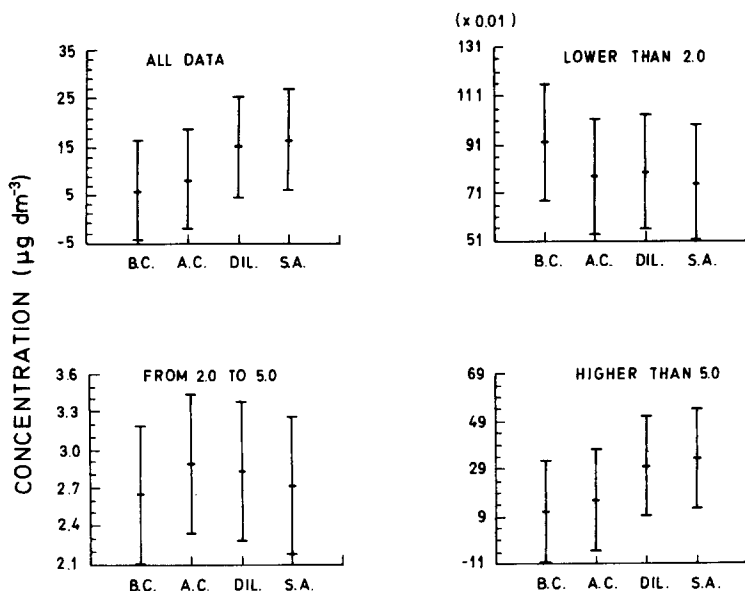 CONCENTRATION (µg dm⁻³)
ALL DATA
35
25
15
5
-5
B.C. A.C. DIL. S.A.
(x 0.01)
LOWER THAN 2.0
131
111
91
71
51
B.C. A.C. DIL. S.A.
FROM 2.0 TO 5.0
3.6
3.3
3.0
2.7
2.4
2.1
B.C. A.C. DIL. S.A.
HIGHER THAN 5.0
69
49
29
9
-11
B.C. A.C. DIL. S.A.